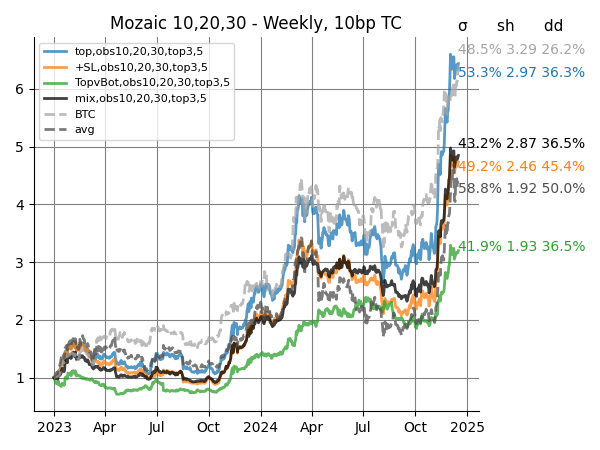 Mozaic 10,20,30 - Weekly, 10bp TC
σ sh dd
top,obs10,20,30,top3,5
+SL,obs10,20,30,top3,5
TopvBot,obs10,20,30,top3,5
mix,obs10,20,30,top3,5
BTC
avg
48.5% 3.29 26.2%
53.3% 2.97 36.3%
43.2% 2.87 36.5%
49.2% 2.46 45.4%
58.8% 1.92 50.0%
41.9% 1.93 36.5%
6
5
4
3
2
1
2023 Apr Jul Oct 2024 Apr Jul Oct 2025